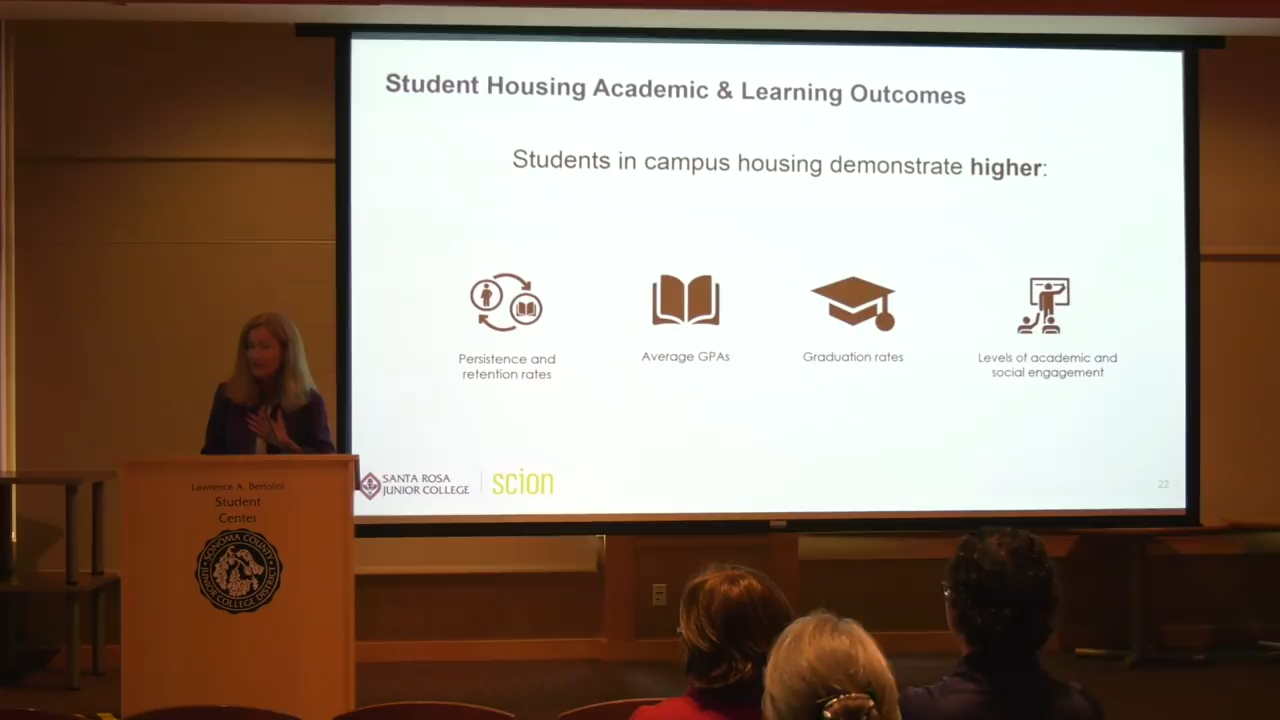 Student Housing Academic & Learning Outcomes
Students in campus housing demonstrate higher:
Persistence and
retention rates
Average GPAs
Graduation rates
Levels of academic and
social engagement
SANTA ROSA
JUNIOR COLLEGE
scion
22
Lawrence A. Bertolini
Student
Center
SONOMA COUNTY
JUNIOR COLLEGE DISTRICT